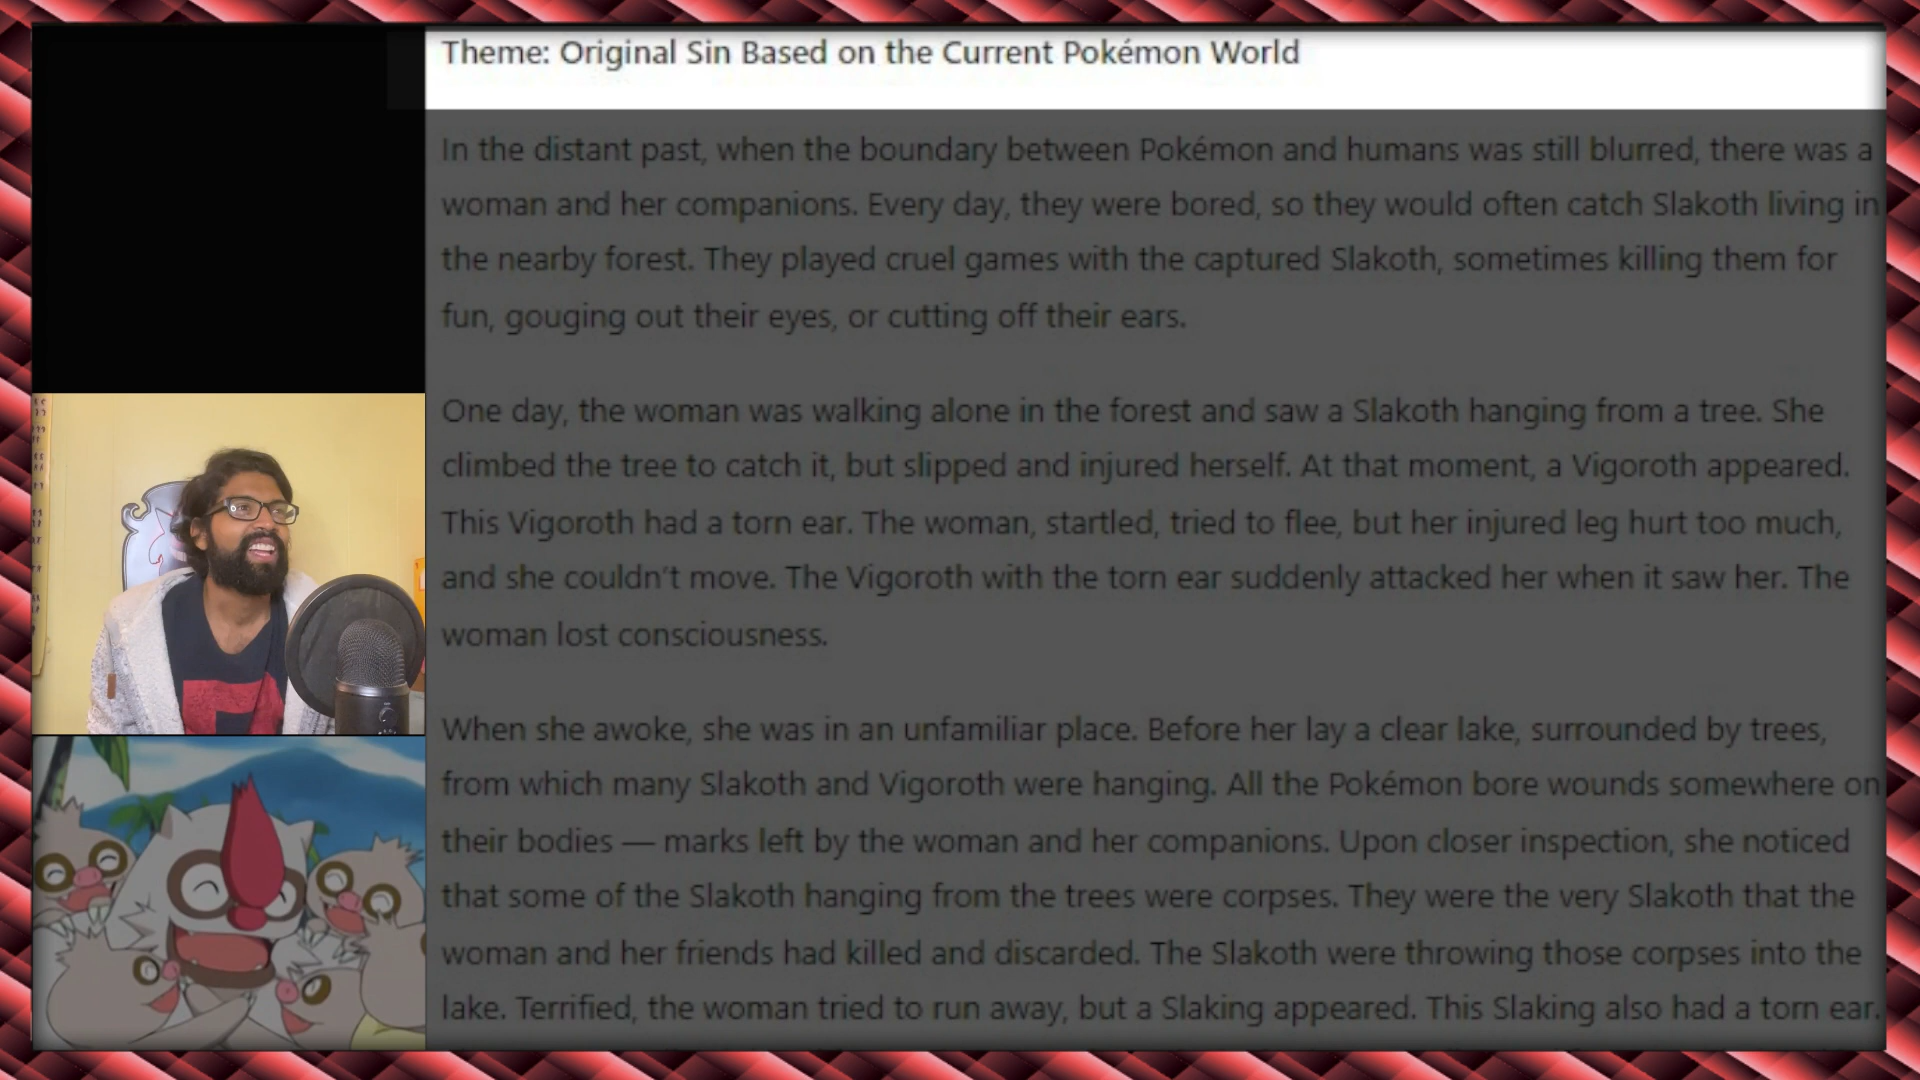 Theme: Original Sin Based on the Current Pokémon World
In the distant past, when the boundary between Pokémon and humans was still blurred, there was a
woman and her companions. Every day, they were bored, so they would often catch Slakoth living in
the nearby forest. They played cruel games with the captured Slakoth, sometimes killing them for
fun, gouging out their eyes, or cutting off their ears.
One day, the woman was walking alone in the forest and saw a Slakoth hanging from a tree. She
climbed the tree to catch it, but slipped and injured herself. At that moment, a Vigoroth appeared.
This Vigoroth had a torn ear. The woman, startled, tried to flee, but her injured leg hurt too much,
and she couldn't move. The Vigoroth with the torn ear suddenly attacked her when it saw her. The
woman lost consciousness.
When she awoke, she was in an unfamiliar place. Before her lay a clear lake, surrounded by trees,
from which many Slakoth and Vigoroth were hanging. All the Pokémon bore wounds somewhere on
their bodies — marks left by the woman and her companions. Upon closer inspection, she noticed
that some of the Slakoth hanging from the trees were corpses. They were the very Slakoth that the
woman and her friends had killed and discarded. The Slakoth were throwing those corpses into the
lake. Terrified, the woman tried to run away, but a Slaking appeared. This Slaking also had a torn ear.